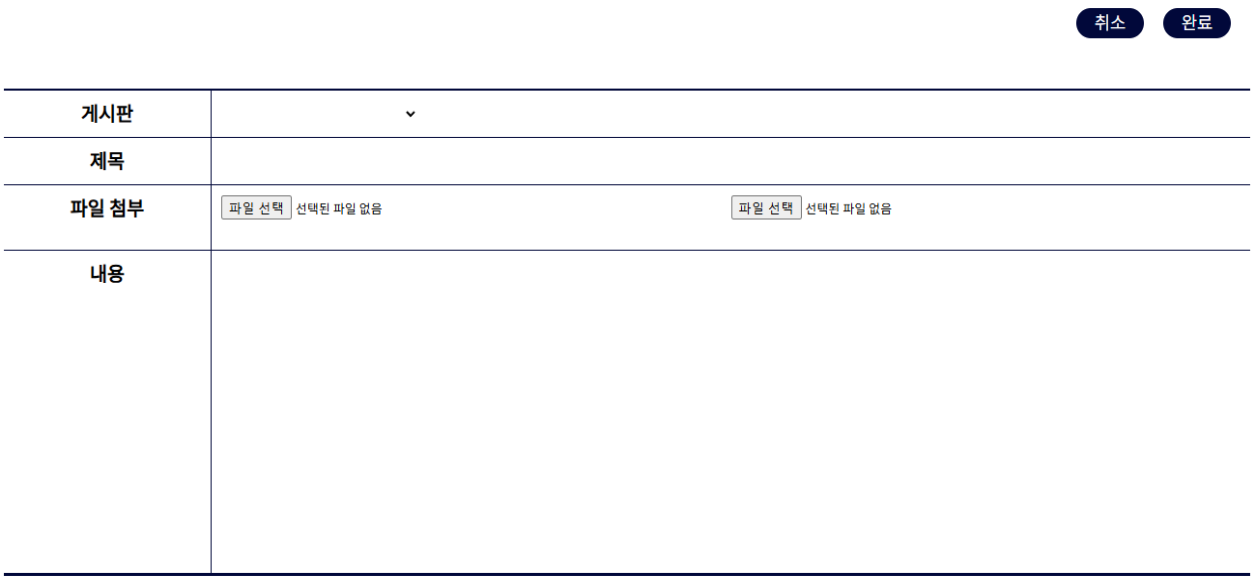 취소 완료
게시판
제목
파일 첨부 파일 선택 선택된 파일 없음 파일 선택 선택된 파일 없음
내용